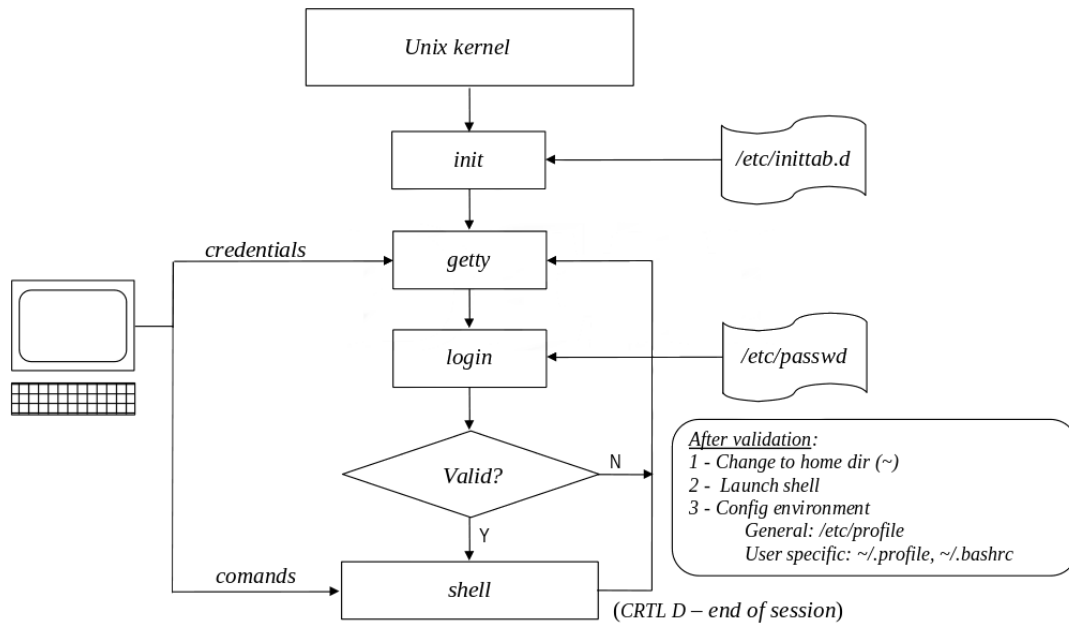 Unix kernel
init
/etc/inittab.d
credentials
getty
login
/etc/passwd
Valid?
N
Y
After validation:
1 - Change to home dir (~)
2 -  Launch shell
3 - Config environment
General: /etc/profile
User specific: ~/.profile, ~/.bashrc
comands
shell
(CRTL D – end of session)